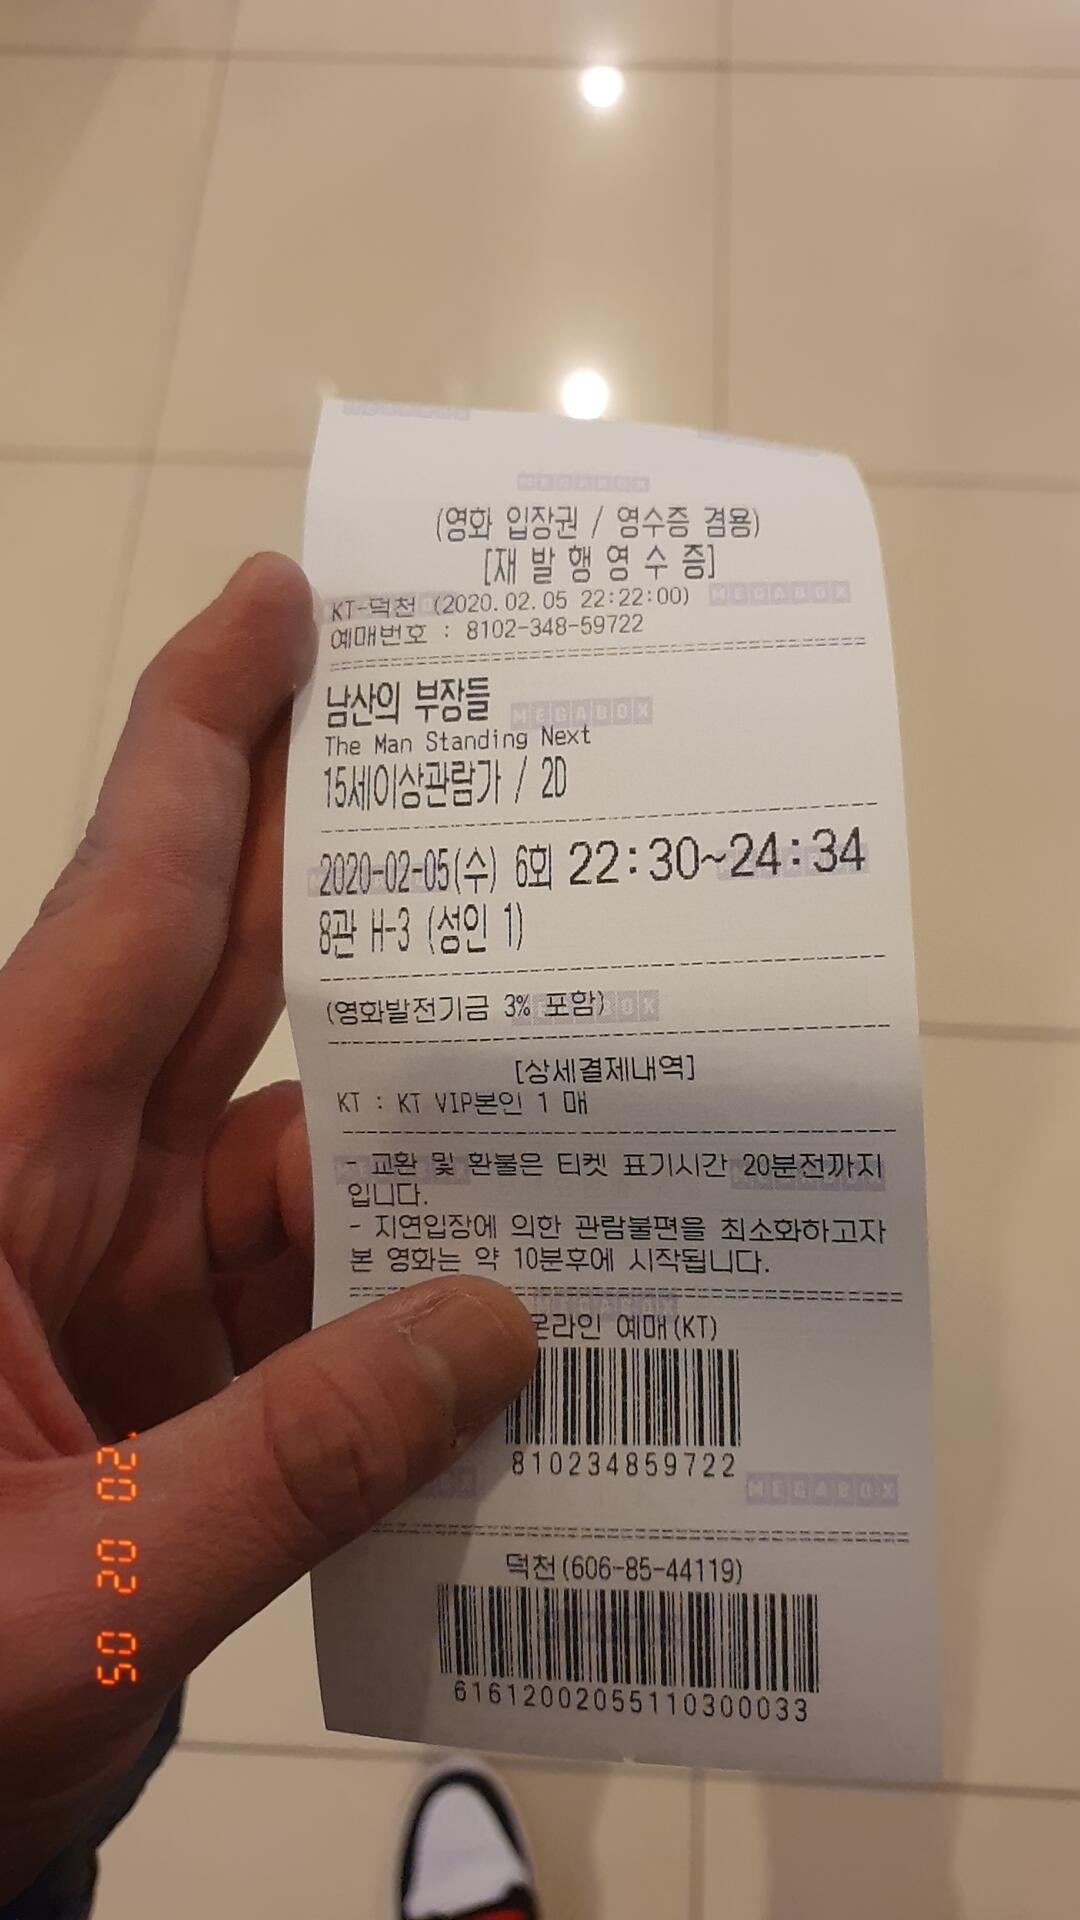 MEGABOX
(영화 입장권 / 영수증 겸용)
[재 발 행 영 수 증]
KT-덕천 (2020.02.05 22:22:00)
MEGABOX
예매번호 : 8102-348-59722
남산의 부장들
MEGABOX
The Man Standing Next
15세이상관람가 / 2D
2020-02-05(수) 6회 22:30~24:34
8관 H-3 (성인 1)
(영화발전기금 3% 포함)
[상세결제내역]
KT : KT VIP본인 1 매
- 교환 및 환불은 티켓 표기시간 20분전까지
입니다.
- 지연입장에 의한 관람불편을 최소화하고자
본 영화는 약 10분후에 시작됩니다.
온라인 예매(KT)
810234859722
MEGABOX
덕천(606-85-44119)
61612002055110300033
'20 02 05